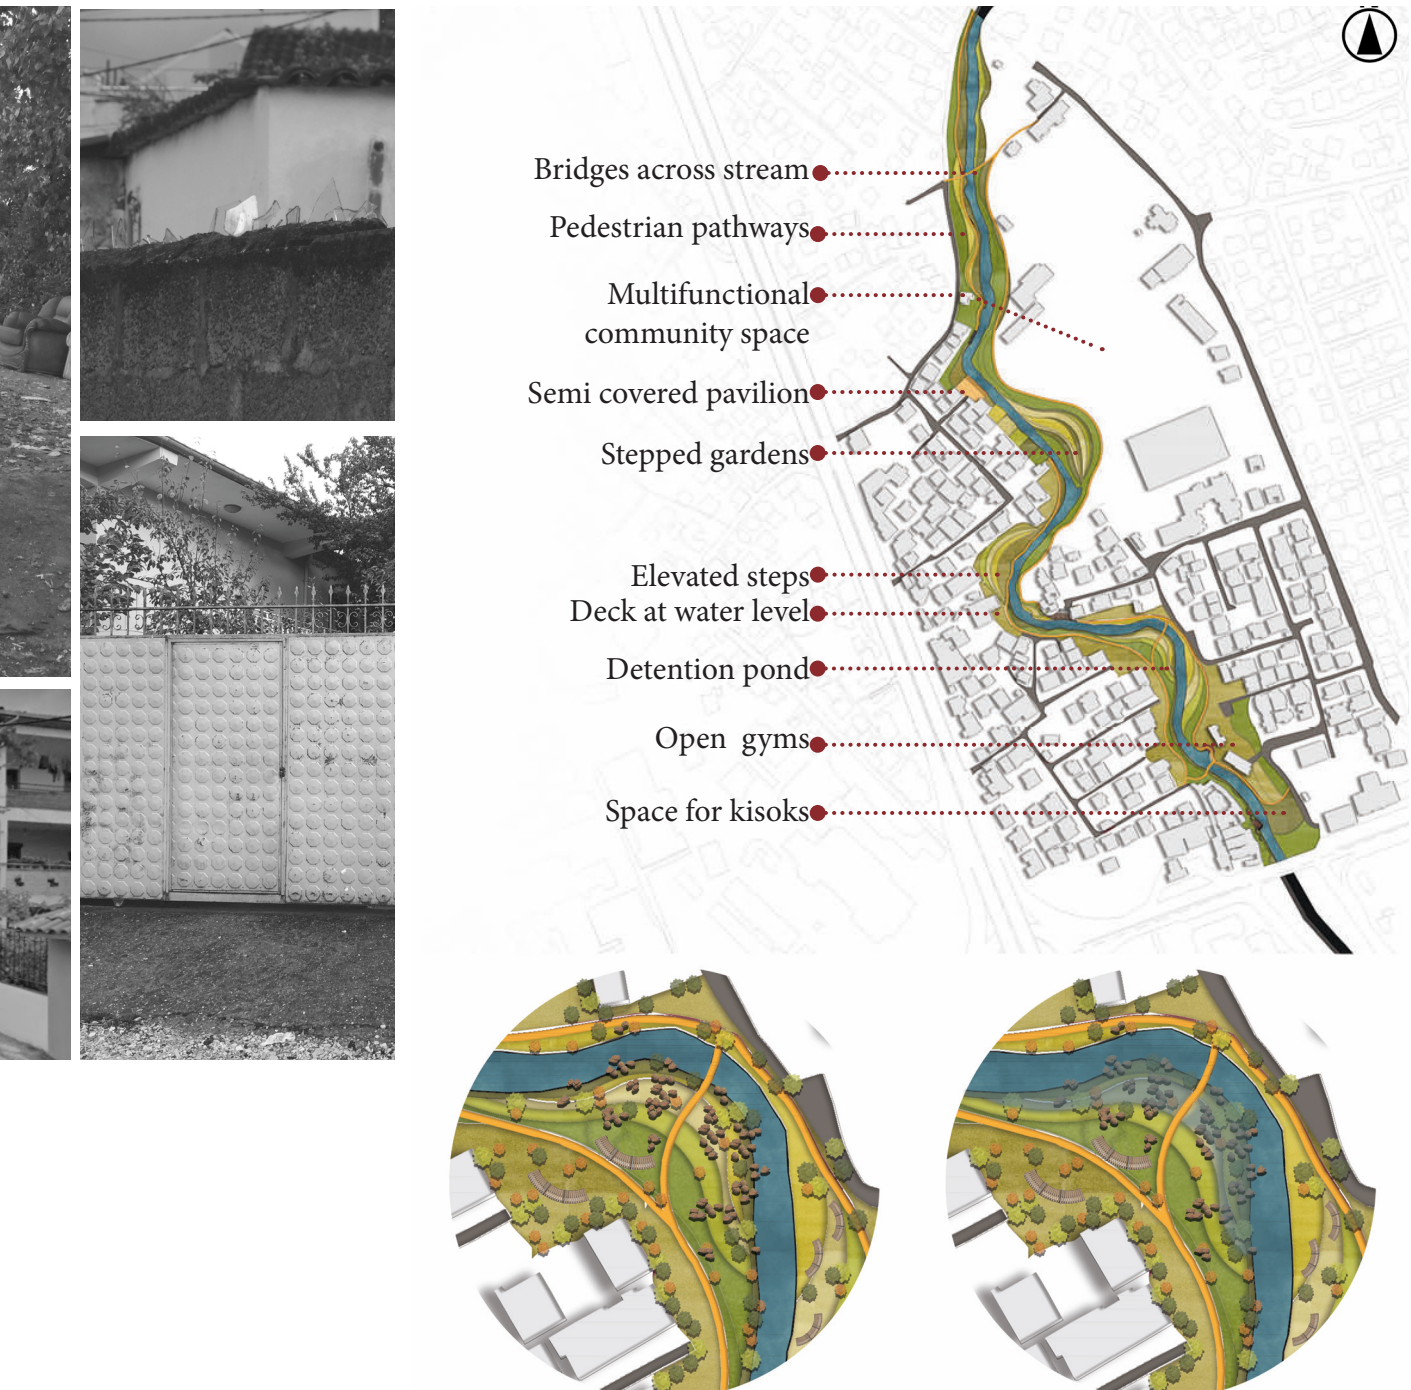 Bridges across stream
Pedestrian pathways
Multifunctional
community space
Semi covered pavilion
Stepped gardens
Elevated steps
Deck at water level
Detention pond
Open gyms
Space for kisoks